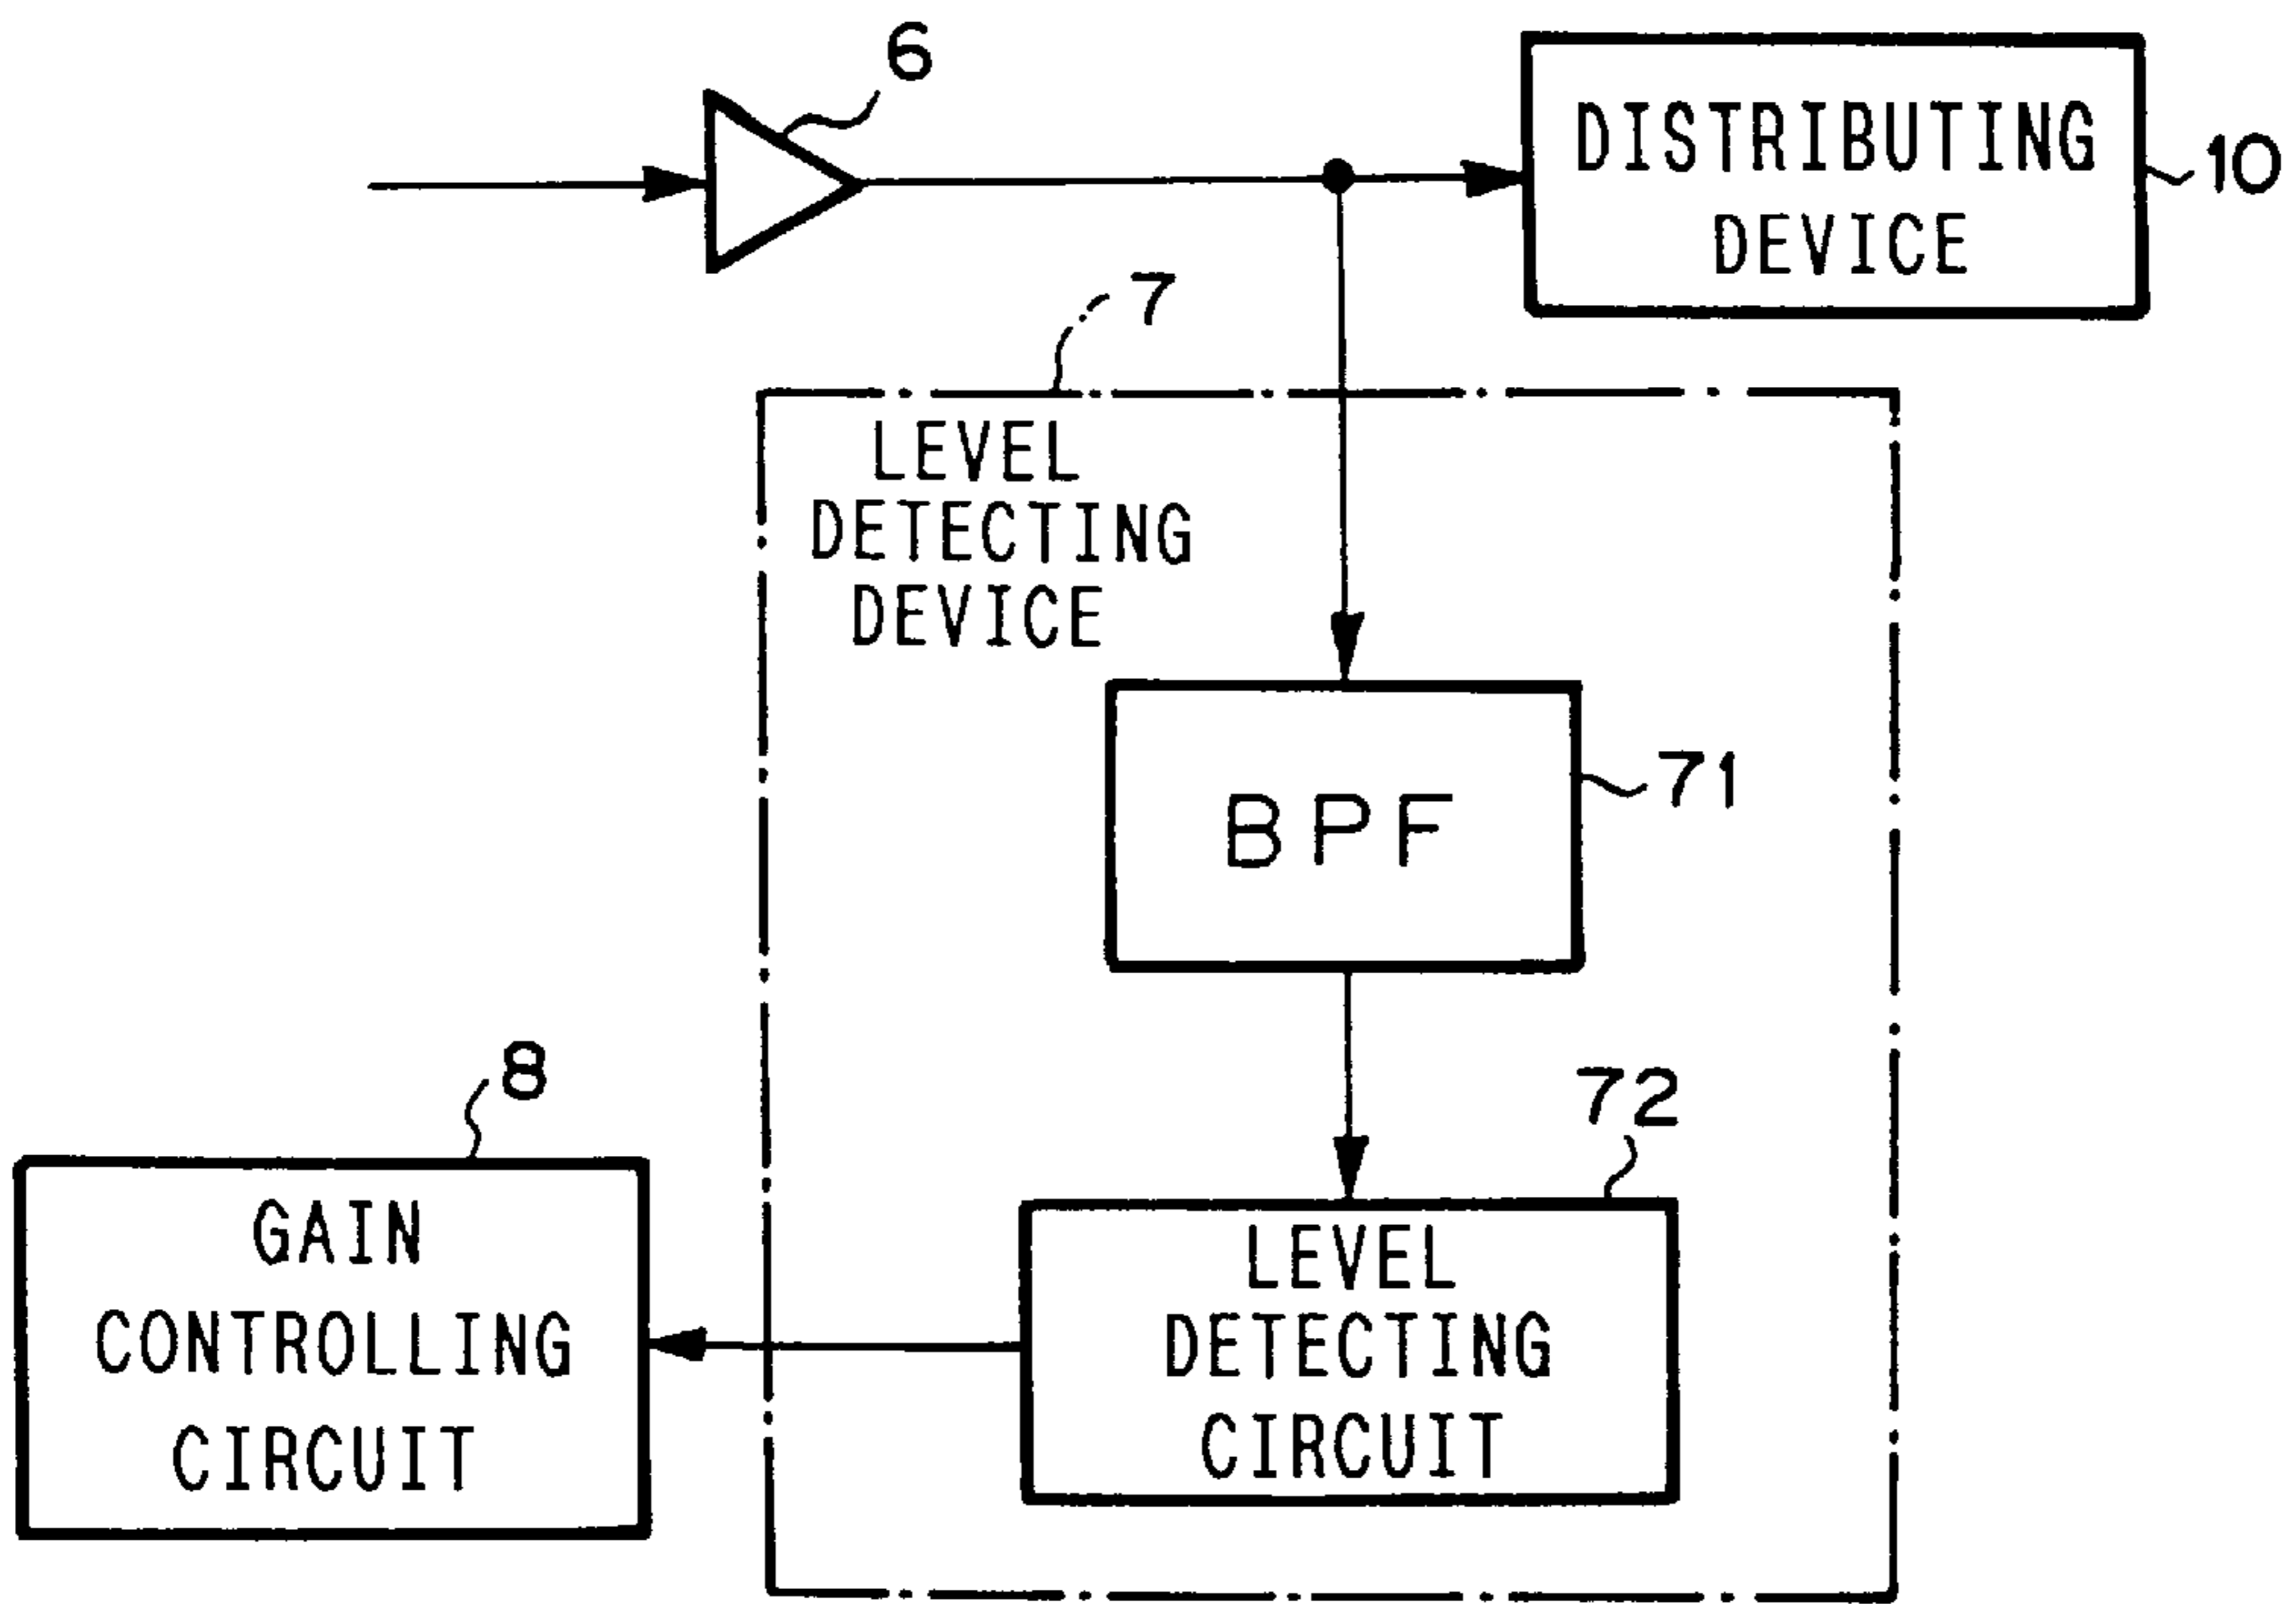 6
DISTRIBUTING
DEVICE
10
7
LEVEL
DETECTING
DEVICE
BPF
71
8
72
GAIN
CONTROLLING
CIRCUIT
LEVEL
DETECTING
CIRCUIT